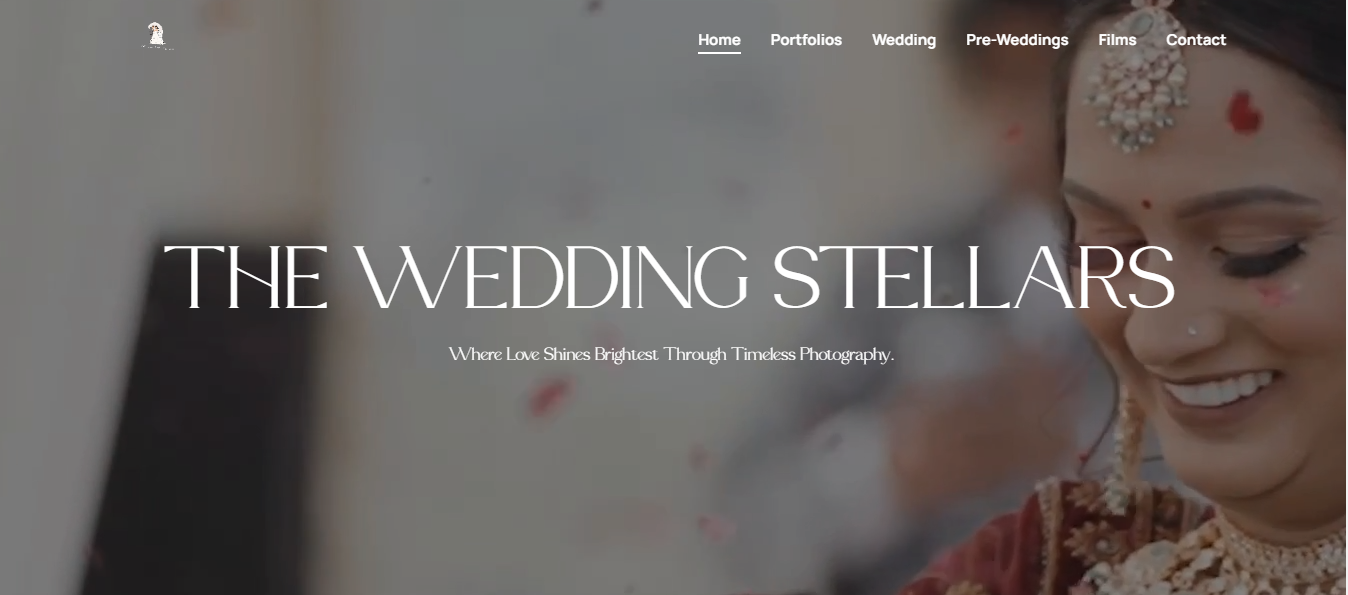 Home Portfolios Wedding Pre-Weddings Films Contact
THE WEDDING STELLARS
Where Love Shines Brightest Through Timeless Photography.